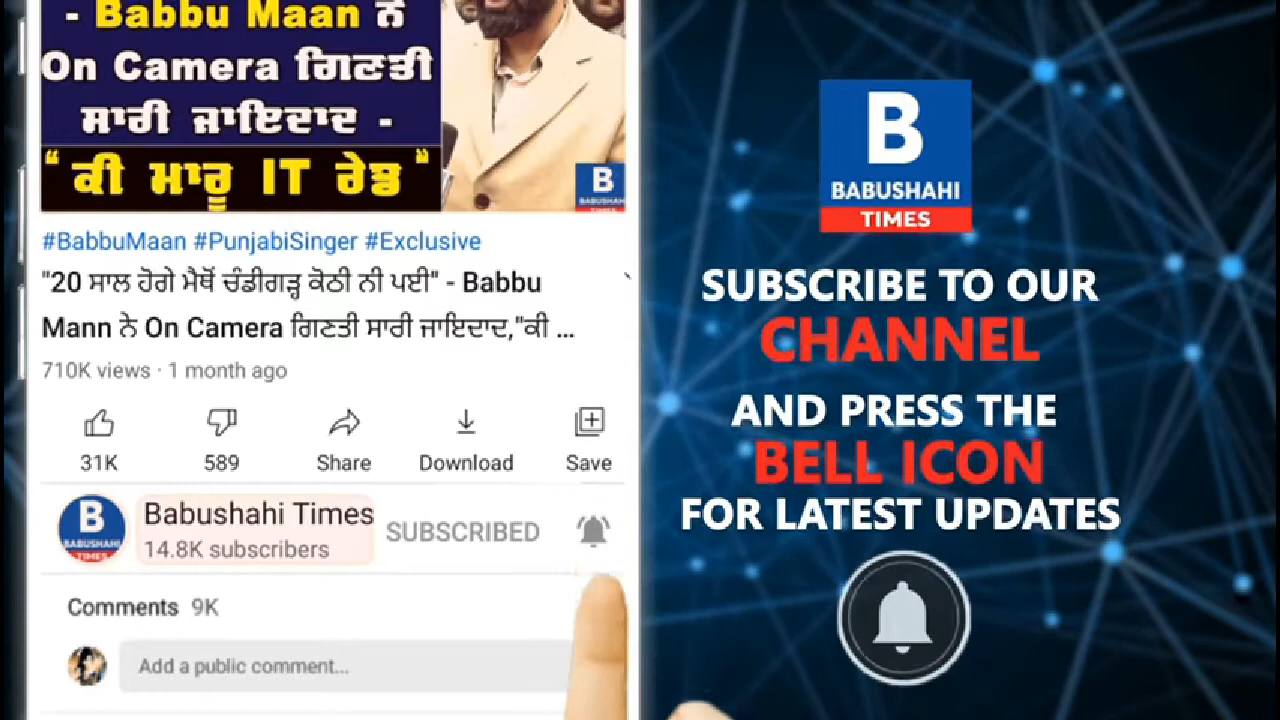 - Babbu Maan ਨੇ
On Camera ਗਿਣਤੀ
ਸਾਰੀ ਜਾਇਦਾਦ -
“ ਕੀ ਮਾਰੂ IT ਰੇਡ ”
B
BABUSHAHI
#BabbuMaan #PunjabiSinger #Exclusive
"20 ਸਾਲ ਹੋਗੇ ਮੈਥੋਂ ਚੰਡੀਗੜ੍ਹ ਕੋਠੀ ਨੀ ਪਈ" - Babbu
Mann ਨੇ On Camera ਗਿਣਤੀ ਸਾਰੀ ਜਾਇਦਾਦ,"ਕੀ ...
710K views · 1 month ago
31K 589 Share Download Save
B
BABUSHAHI
TIMES
Babushahi Times
14.8K subscribers
SUBSCRIBED
Comments 9K
Add a public comment...
B
BABUSHAHI
TIMES
SUBSCRIBE TO OUR
CHANNEL
AND PRESS THE
BELL ICON
FOR LATEST UPDATES